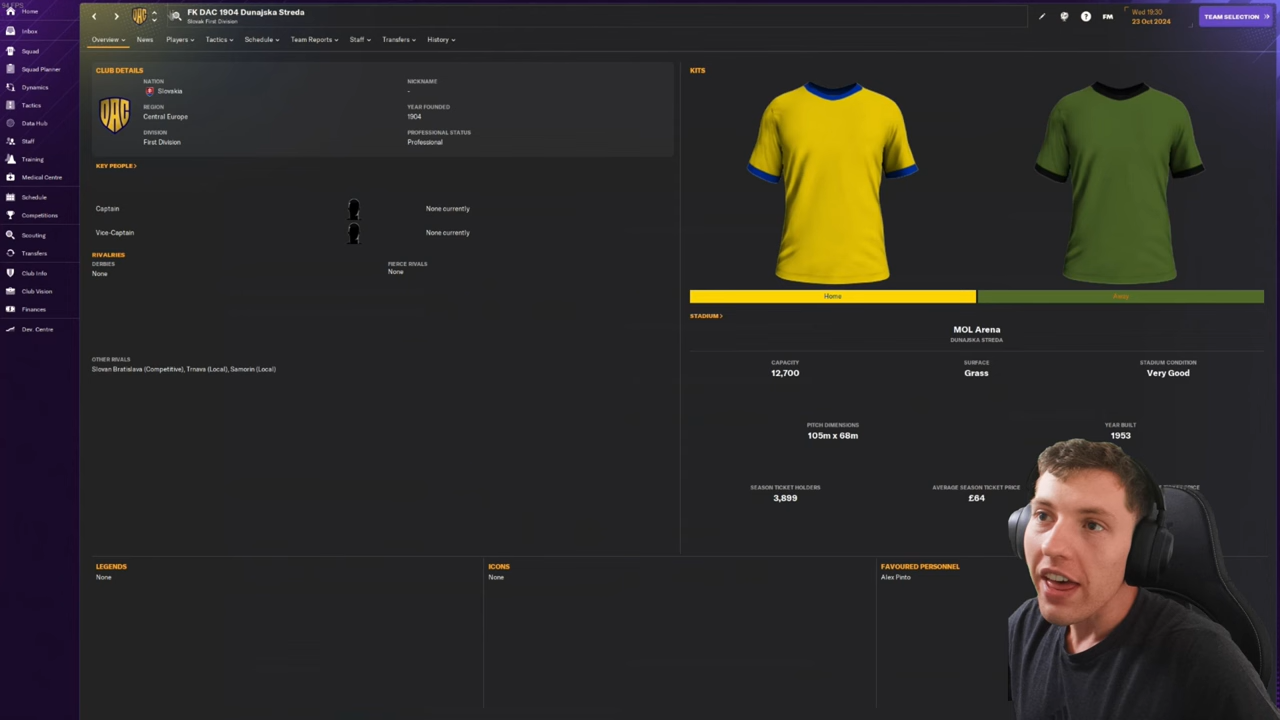 54 FPS
Home
Inbox
Squad
Squad Planner
Dynamics
Tactics
Data Hub
Staff
Training
Medical Centre
Schedule
Competitions
Scouting
Transfers
Club Info
Club Vision
Finances
Dev. Centre
DAC
FK DAC 1904 Dunajska Streda
Slovak First Division
FM
Wed 19:30
23 Oct 2024
TEAM SELECTION
Overview
News
Players
Tactics
Schedule
Team Reports
Staff
Transfers
History
CLUB DETAILS
DAC
NATION
Slovakia
NICKNAME
-
REGION
Central Europe
YEAR FOUNDED
1904
DIVISION
First Division
PROFESSIONAL STATUS
Professional
KEY PEOPLE >
Captain
None currently
Vice-Captain
None currently
RIVALRIES
DERBIES
None
FIERCE RIVALS
None
OTHER RIVALS
Slovan Bratislava (Competitive), Trnava (Local), Samorin (Local)
KITS
Home
Away
STADIUM >
MOL Arena
DUNAJSKA STREDA
CAPACITY
12,700
SURFACE
Grass
STADIUM CONDITION
Very Good
PITCH DIMENSIONS
105m x 68m
YEAR BUILT
1953
SEASON TICKET HOLDERS
3,899
AVERAGE SEASON TICKET PRICE
£64
LEGENDS
None
ICONS
None
FAVOURED PERSONNEL
Alex Pinto